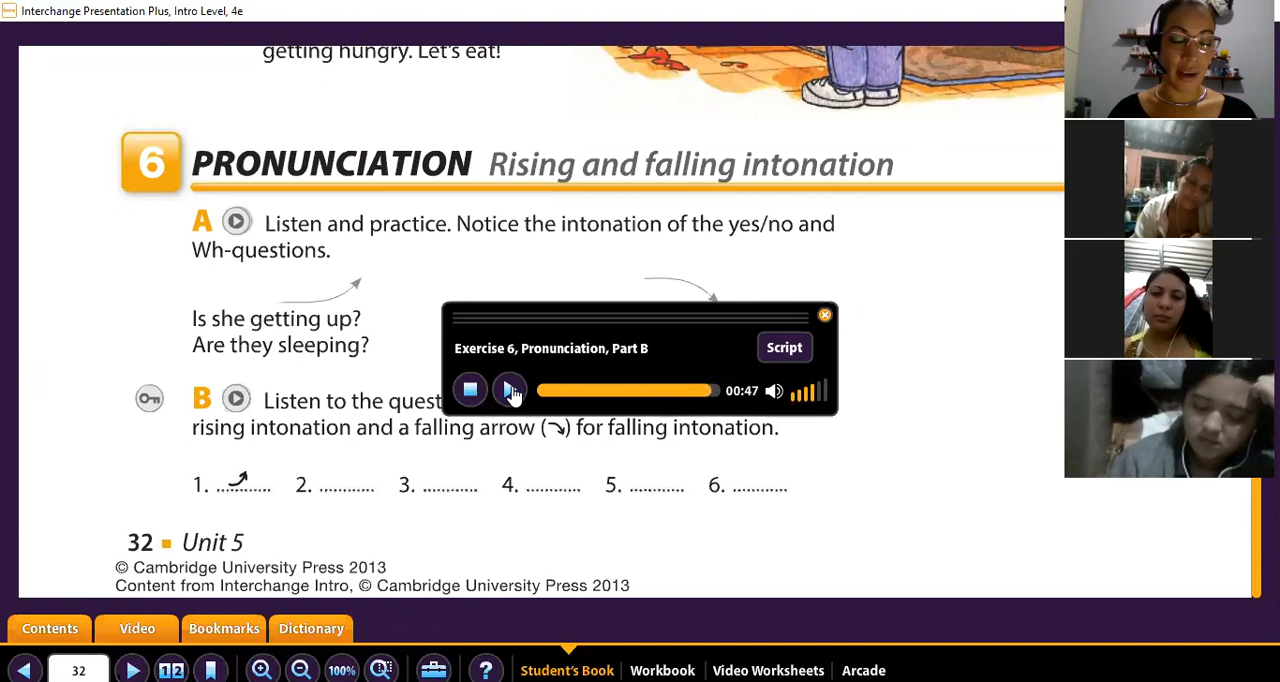 Interchange Presentation Plus, Intro Level, 4e
getting hungry. Let's eat!
6 PRONUNCIATION Rising and falling intonation
A Listen and practice. Notice the intonation of the yes/no and
Wh-questions.
Is she getting up?
Are they sleeping?
Exercise 6, Pronunciation, Part B
Script
00:47
B Listen to the quest
rising intonation and a falling arrow (↘) for falling intonation.
1. ........... 2. ........... 3. ........... 4. ........... 5. ........... 6. ...........
32 ▪ Unit 5
© Cambridge University Press 2013
Content from Interchange Intro, © Cambridge University Press 2013
Contents Video Bookmarks Dictionary
32 1 2 100% ? Student's Book Workbook Video Worksheets Arcade